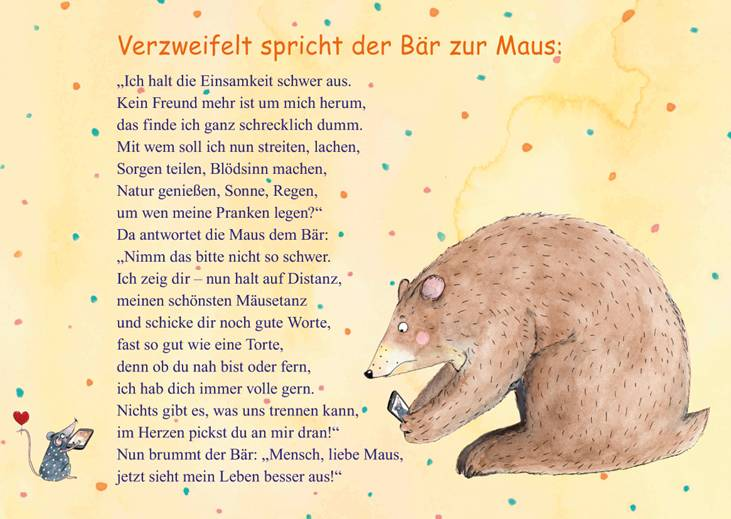 Verzweifelt spricht der Bär zur Maus:
„Ich halt die Einsamkeit schwer aus.
Kein Freund mehr ist um mich herum,
das finde ich ganz schrecklich dumm.
Mit wem soll ich nun streiten, lachen,
Sorgen teilen, Blödsinn machen,
Natur genießen, Sonne, Regen,
um wen meine Pranken legen?“
Da antwortet die Maus dem Bär:
„Nimm das bitte nicht so schwer.
Ich zeig dir – nun halt auf Distanz,
meinen schönsten Mäusetanz
und schicke dir noch gute Worte,
fast so gut wie eine Torte,
denn ob du nah bist oder fern,
ich hab dich immer volle gern.
Nichts gibt es, was uns trennen kann,
im Herzen pickst du an mir dran!“
Nun brummt der Bär: „Mensch, liebe Maus,
jetzt sieht mein Leben besser aus!“